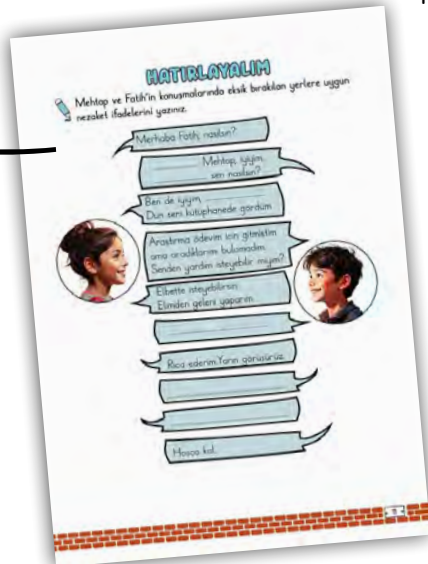 HATIRLAYALIM
Mehtap ve Fatih'in konuşmalarında eksik bırakılan yerlere uygun
nezaket ifadelerini yazınız.
Merhaba Fatih, nasılsın?
Mehtap, iyiyim,
sen nasılsın?
Ben de iyiyim,
Dün seni kütüphanede gördüm.
Araştırma ödevim için gitmiştim
ama aradıklarımı bulamadım.
Senden yardım isteyebilir miyim?
Elbette isteyebilirsin.
Elimden geleni yaparım.
Rica ederim. Yarın görüşürüz.
Hoşça kal.